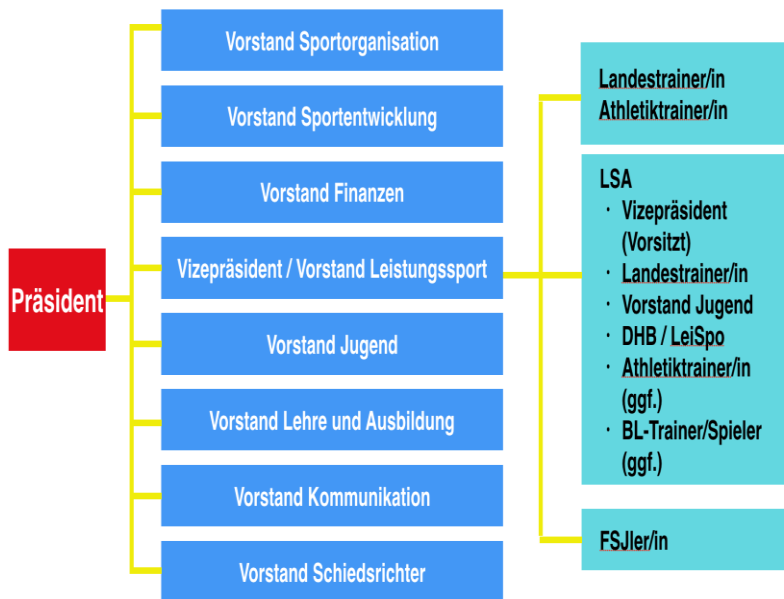 Präsident
Vorstand Sportorganisation
Vorstand Sportentwicklung
Vorstand Finanzen
Vizepräsident / Vorstand Leistungssport
Vorstand Jugend
Vorstand Lehre und Ausbildung
Vorstand Kommunikation
Vorstand Schiedsrichter
Landestrainer/in
Athletiktrainer/in
LSA
· Vizepräsident
(Vorsitzt)
· Landestrainer/in
· Vorstand Jugend
· DHB / LeiSpo
· Athletiktrainer/in
(ggf.)
· BL-Trainer/Spieler
(ggf.)
FSJler/in